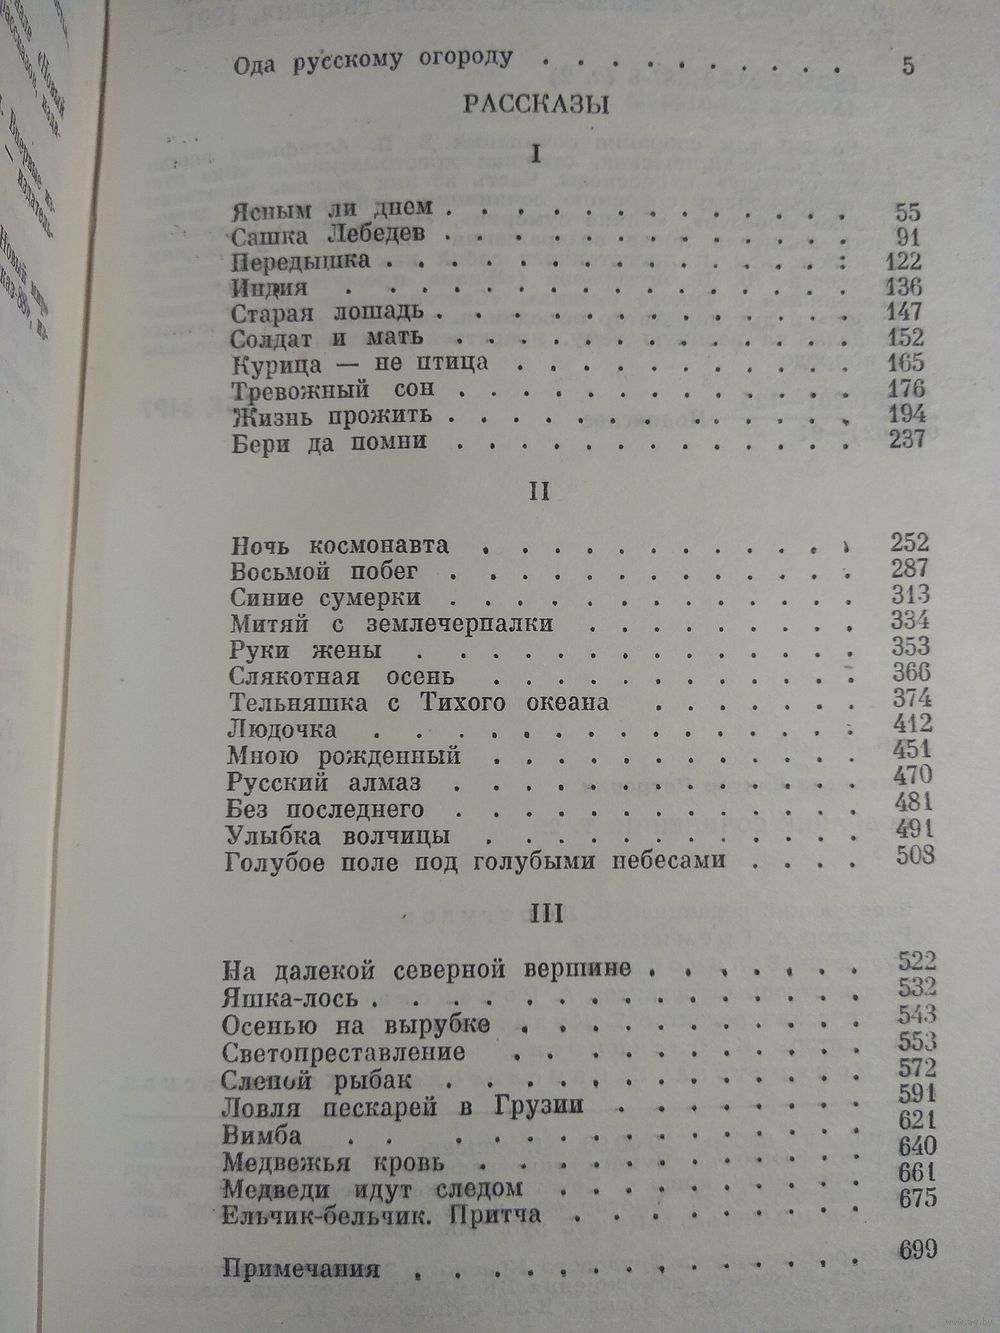 Ода русскому огороду . . . . . . . . . . 5
РАССКАЗЫ
I
Ясным ли днем . . . . . . . . . . . . 55
Сашка Лебедев . . . . . . . . . . . . 91
Передышка . . . . . . . . . . . . . . 122
Индия . . . . . . . . . . . . . . 136
Старая лошадь . . . . . . . . . . . . 147
Солдат и мать . . . . . . . . . . . . 152
Курица — не птица . . . . . . . . . . 165
Тревожный сон . . . . . . . . . . . . 176
Жизнь прожить . . . . . . . . . . . . 194
Бери да помни . . . . . . . . . . . . 237
II
Ночь космонавта . . . . . . . . . . . 252
Восьмой побег . . . . . . . . . . . . 287
Синие сумерки . . . . . . . . . . . . 313
Митяй с землечерпалки . . . . . . . . 334
Руки жены . . . . . . . . . . . . . 353
Слякотная осень . . . . . . . . . . . 366
Тельняшка с Тихого океана . . . . . . . 374
Людочка . . . . . . . . . . . . . . 412
Мною рожденный . . . . . . . . . . . 451
Русский алмаз . . . . . . . . . . . . 470
Без последнего . . . . . . . . . . . . 481
Улыбка волчицы . . . . . . . . . . . 491
Голубое поле под голубыми небесами . . . . 508
III
На далекой северной вершине . . . . . . . 522
Яшка-лось . . . . . . . . . . . . . . 532
Осенью на вырубке . . . . . . . . . . 543
Светопреставление . . . . . . . . . . 553
Слепой рыбак . . . . . . . . . . . . 572
Ловля пескарей в Грузии . . . . . . . . 591
Вимба . . . . . . . . . . . . . 621
Медвежья кровь . . . . . . . . . . . 640
Медведи идут следом . . . . . . . . . 661
Ельчик-бельчик. Притча . . . . . . . . 675
Примечания . . . . . . . . . . . . 699